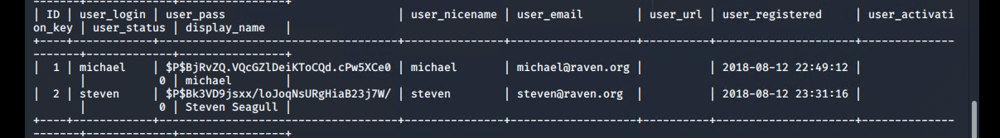 -------+-------------+----------------+
| ID | user_login | user_pass                          | user_nicename | user_email        | user_url | user_registered     | user_activati
on_key | user_status | display_name   |
+----+------------+------------------------------------+---------------+-------------------+----------+---------------------+--------------
-------+-------------+----------------+
|  1 | michael    | $P$BjRvZQ.VQcGZlDeiKToCQd.cPw5XCe0 | michael       | michael@raven.org |          | 2018-08-12 22:49:12 |
       |           0 | michael        |
|  2 | steven     | $P$Bk3VD9jsxx/loJoqNsURgHiaB23j7W/ | steven        | steven@raven.org  |          | 2018-08-12 23:31:16 |
       |           0 | Steven Seagull |
+----+------------+------------------------------------+---------------+-------------------+----------+---------------------+--------------
-------+-------------+----------------+